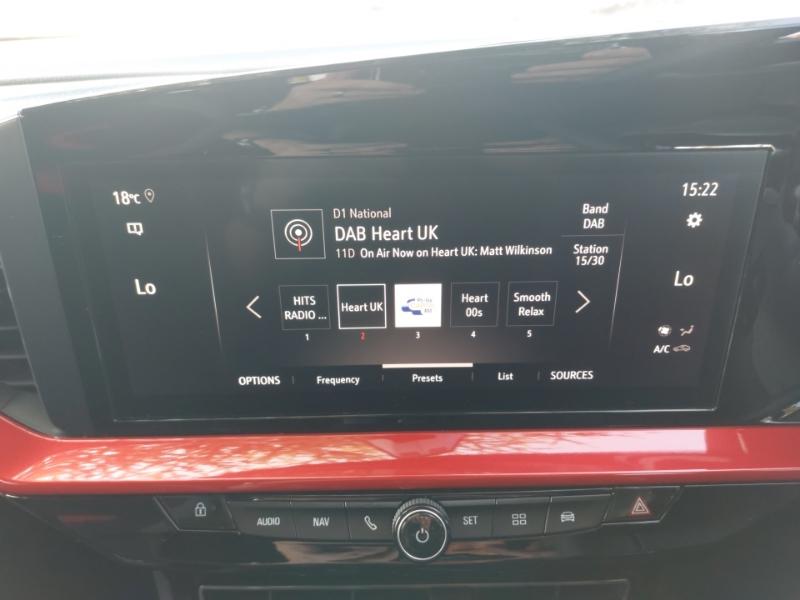 18°C
15:22
D1 National
DAB Heart UK
11D On Air Now on Heart UK: Matt Wilkinson
Band
DAB
Station
15/30
Lo
Lo
HITS
RADIO ...
Heart UK
Heart
00s
Smooth
Relax
1
2
3
4
5
A/C
OPTIONS
Frequency
Presets
List
SOURCES
AUDIO
NAV
SET